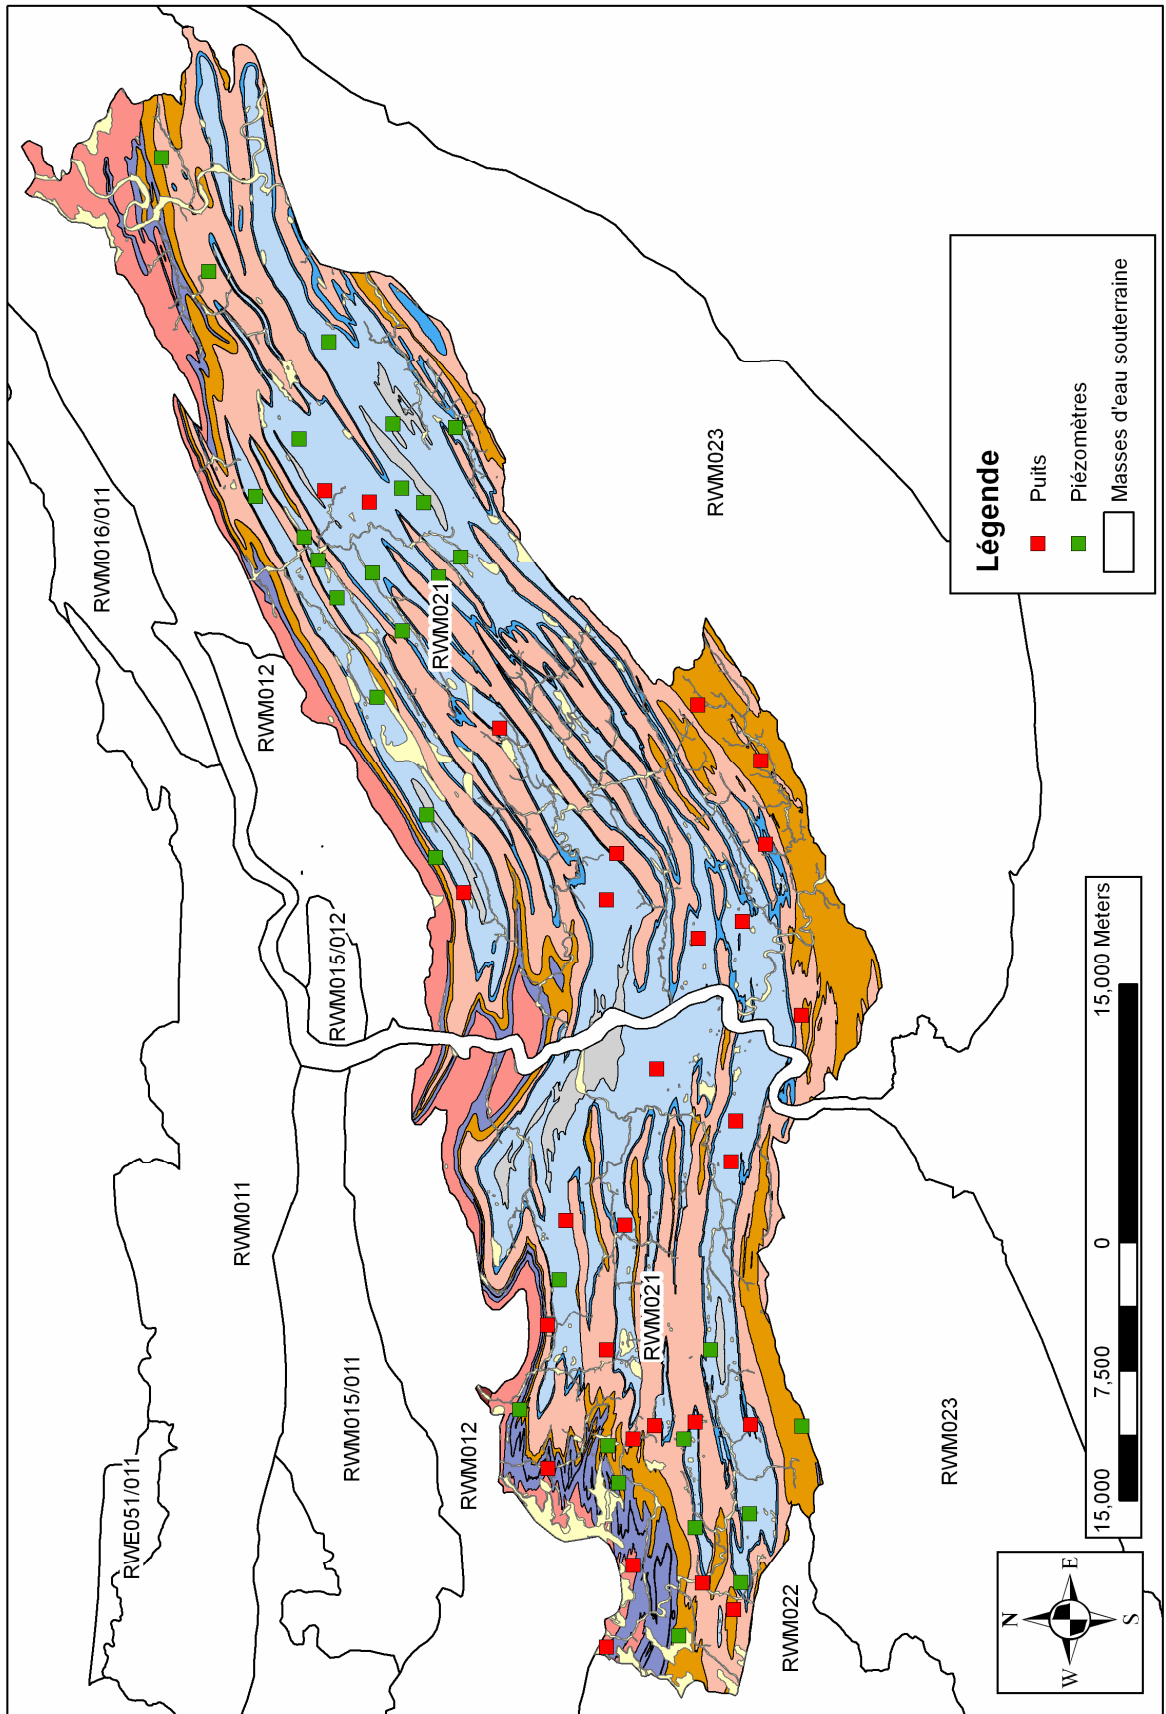 RWM016/011
RWM012
RWM015/012
RWM011
RWM015/011
RWE051/011
RWM012
RWM021
RWM021
RWM023
RWM023
RWM022
Légende
Puits
Piézomètres
Masses d'eau souterraine
15,000 7,500 0 15,000 Meters
N
W E
S